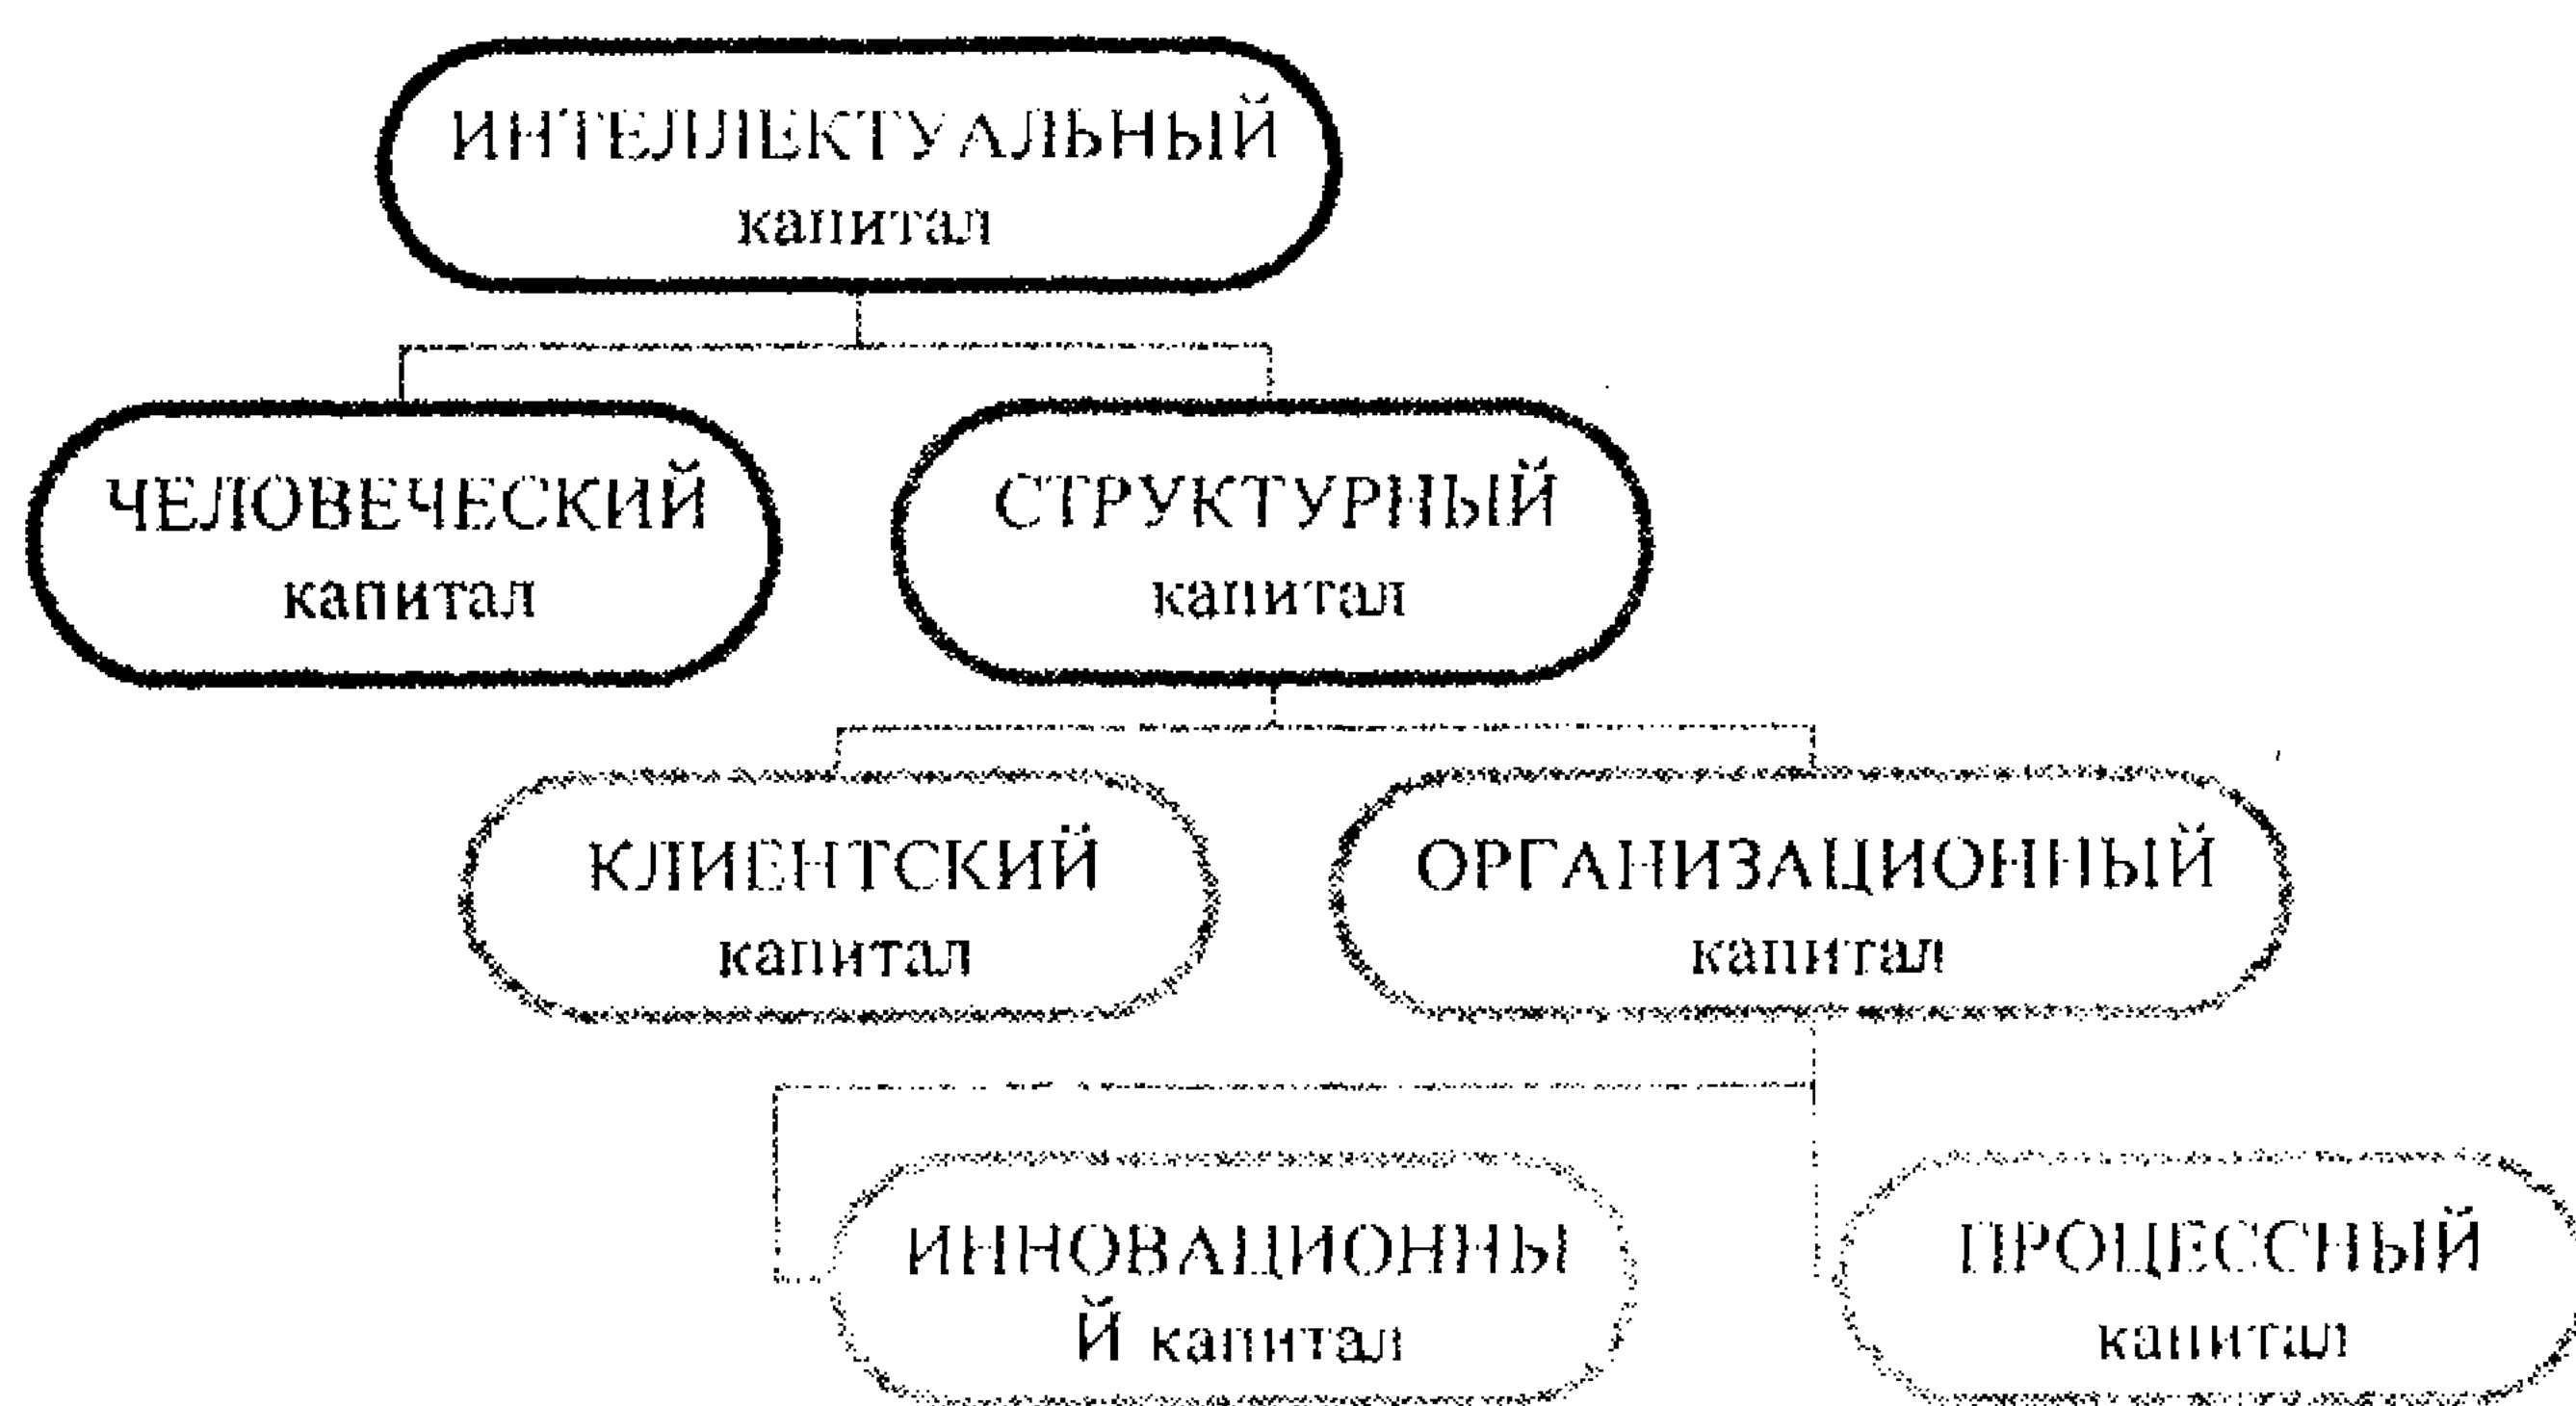 ИНТЕЛЛЕКТУАЛЬНЫЙ
капитал
ЧЕЛОВЕЧЕСКИЙ
капитал
СТРУКТУРНЫЙ
капитал
КЛИЕНТСКИЙ
капитал
ОРГАНИЗАЦИОННЫЙ
капитал
ИННОВАЦИОННЫ
Й капитал
ПРОЦЕССНЫЙ
капитал